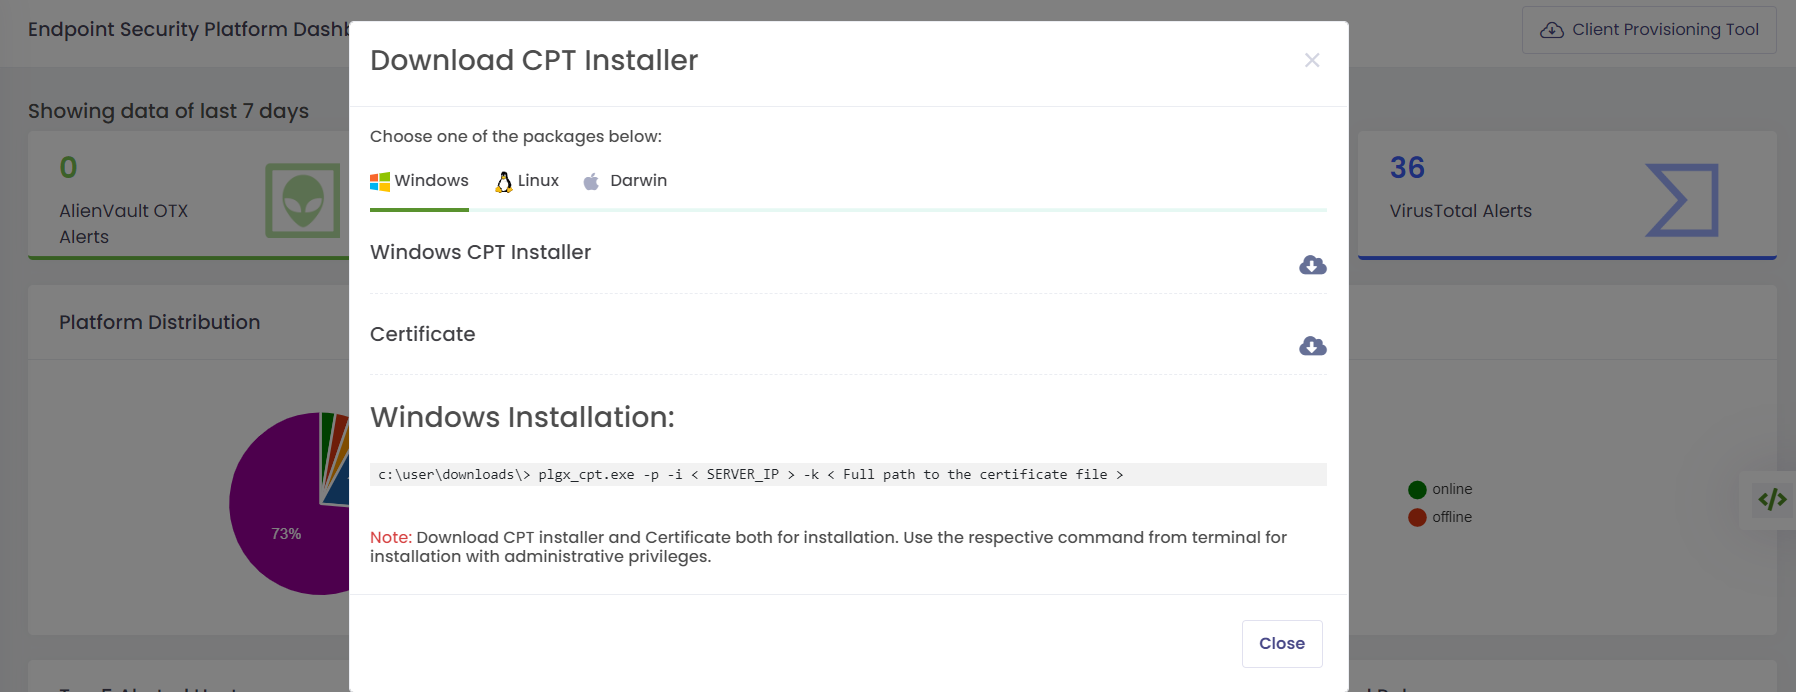 Endpoint Security Platform Dashb
Client Provisioning Tool
Showing data of last 7 days
0
AlienVault OTX
Alerts
Platform Distribution
73%
Download CPT Installer
Choose one of the packages below:
Windows Linux Darwin
Windows CPT Installer
Certificate
Windows Installation:
c:\user\downloads\> plgx_cpt.exe -p -i < SERVER_IP > -k < Full path to the certificate file >
Note: Download CPT installer and Certificate both for installation. Use the respective command from terminal for
installation with administrative privileges.
Close
36
VirusTotal Alerts
online
offline